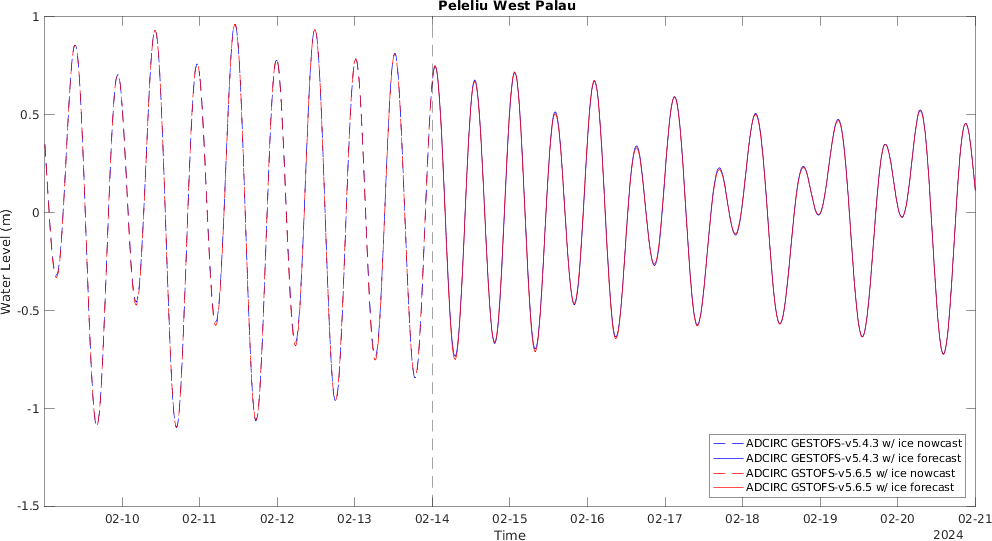 Peleliu West Palau
1
0.5
0
-0.5
-1
-1.5
Water Level (m)
02-10 02-11 02-12 02-13 02-14 02-15 02-16 02-17 02-18 02-19 02-20 02-21
Time
2024
ADCIRC GESTOFS-v5.4.3 w/ ice nowcast
ADCIRC GESTOFS-v5.4.3 w/ ice forecast
ADCIRC GSTOFS-v5.6.5 w/ ice nowcast
ADCIRC GSTOFS-v5.6.5 w/ ice forecast